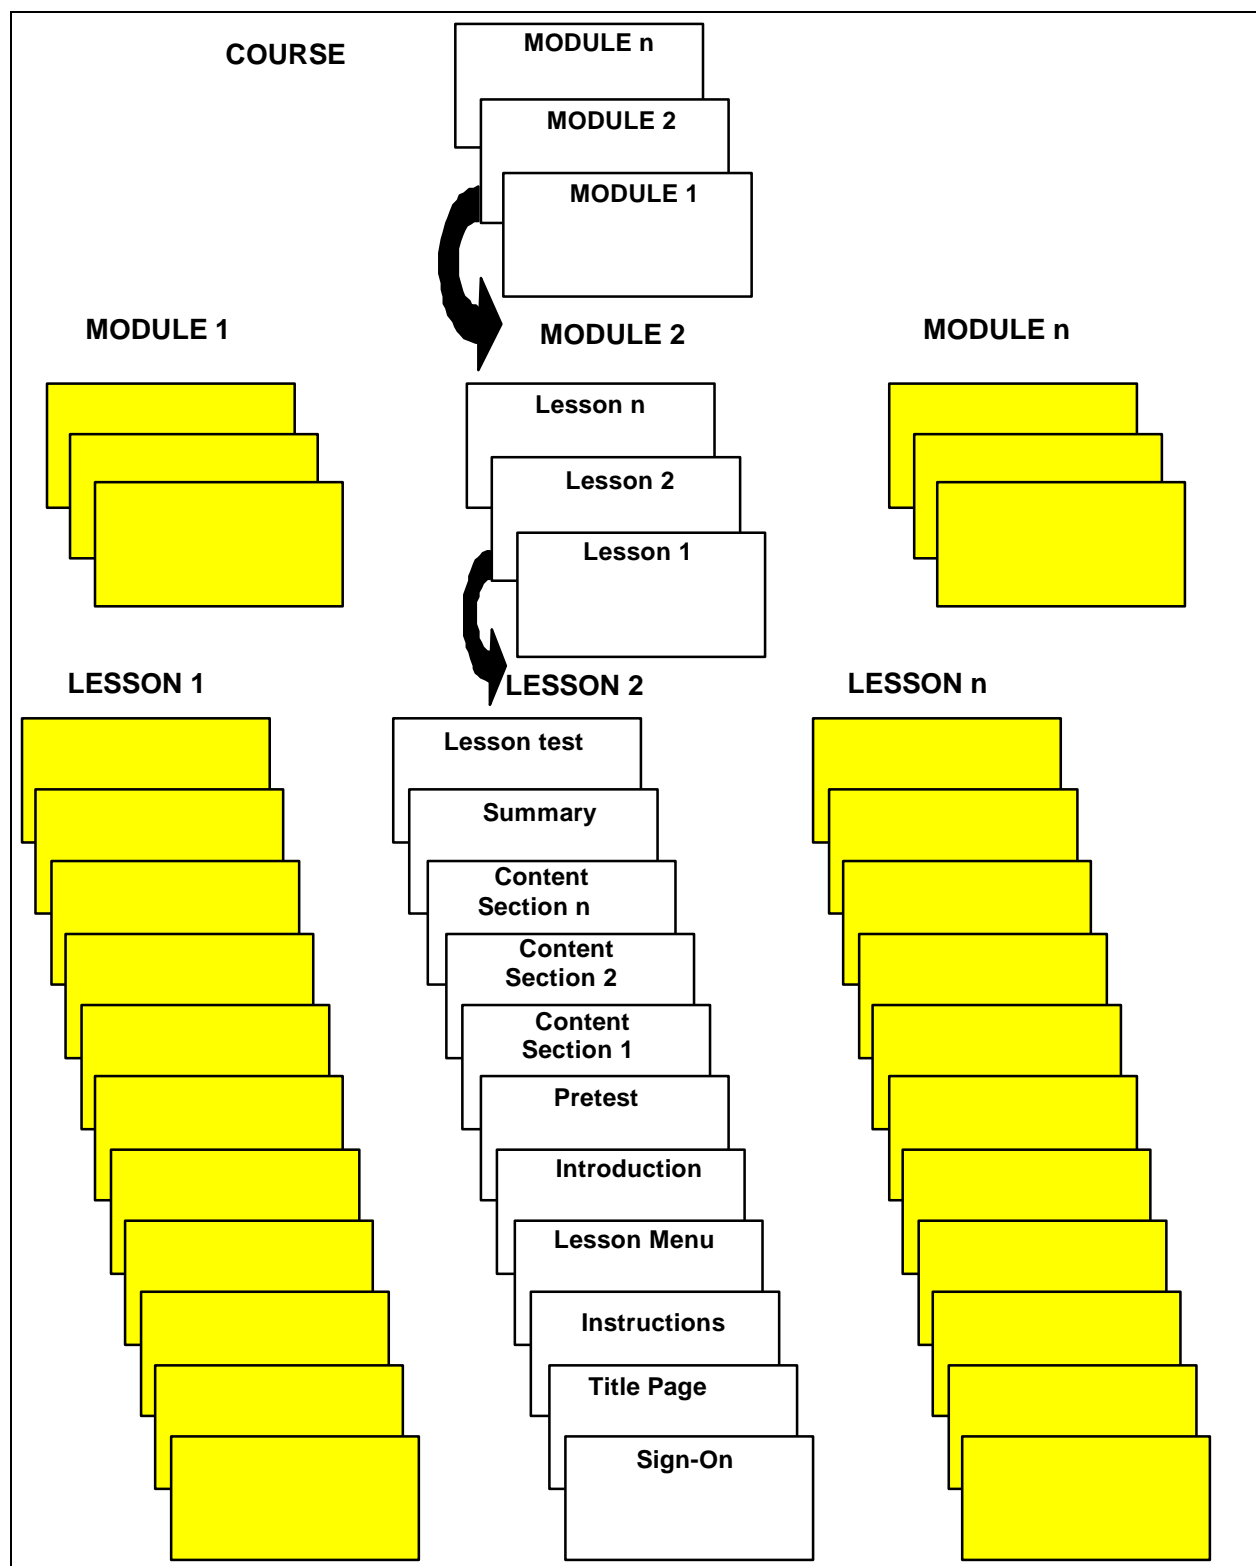 COURSE
MODULE n
MODULE 2
MODULE 1
MODULE 1
MODULE 2
MODULE n
Lesson n
Lesson 2
Lesson 1
LESSON 1
LESSON 2
LESSON n
Lesson test
Summary
Content
Section n
Content
Section 2
Content
Section 1
Pretest
Introduction
Lesson Menu
Instructions
Title Page
Sign-On